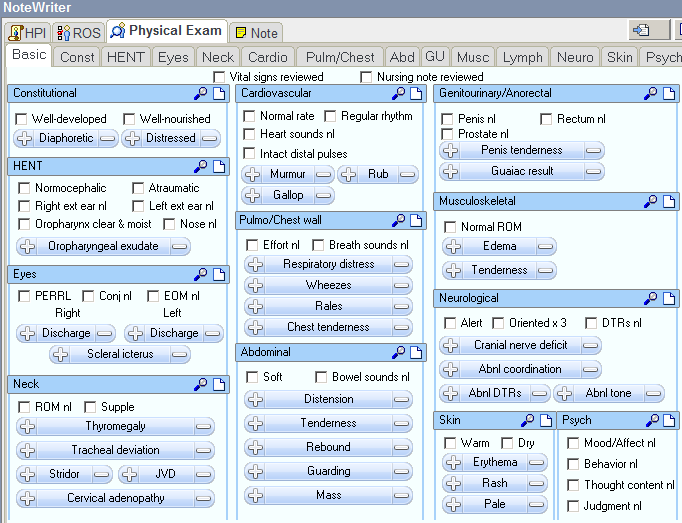 NoteWriter
HPI ROS Physical Exam Note
Basic Const HENT Eyes Neck Cardio Pulm/Chest Abd GU Musc Lymph Neuro Skin Psych
Vital signs reviewed Nursing note reviewed
Constitutional
Well-developed Well-nourished
Diaphoretic Distressed
HENT
Normocephalic Atraumatic
Right ext ear nl Left ext ear nl
Oropharynx clear & moist Nose nl
Oropharyngeal exudate
Eyes
PERRL Conj nl EOM nl
Right Left
Discharge Discharge
Scleral icterus
Neck
ROM nl Supple
Thyromegaly
Tracheal deviation
Stridor JVD
Cervical adenopathy
Cardiovascular
Normal rate Regular rhythm
Heart sounds nl
Intact distal pulses
Murmur Rub
Gallop
Pulmo/Chest wall
Effort nl Breath sounds nl
Respiratory distress
Wheezes
Rales
Chest tenderness
Abdominal
Soft Bowel sounds nl
Distension
Tenderness
Rebound
Guarding
Mass
Genitourinary/Anorectal
Penis nl Rectum nl
Prostate nl
Penis tenderness
Guaiac result
Musculoskeletal
Normal ROM
Edema
Tenderness
Neurological
Alert Oriented x 3 DTRs nl
Cranial nerve deficit
Abnl coordination
Abnl DTRs Abnl tone
Skin
Warm Dry
Erythema
Rash
Pale
Psych
Mood/Affect nl
Behavior nl
Thought content nl
Judgment nl